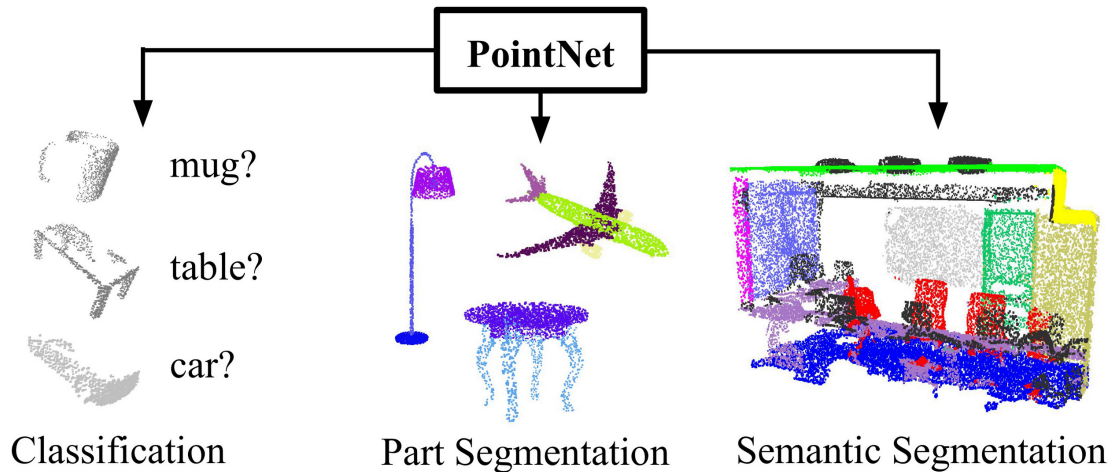 PointNet
mug?
table?
car?
Classification
Part Segmentation
Semantic Segmentation